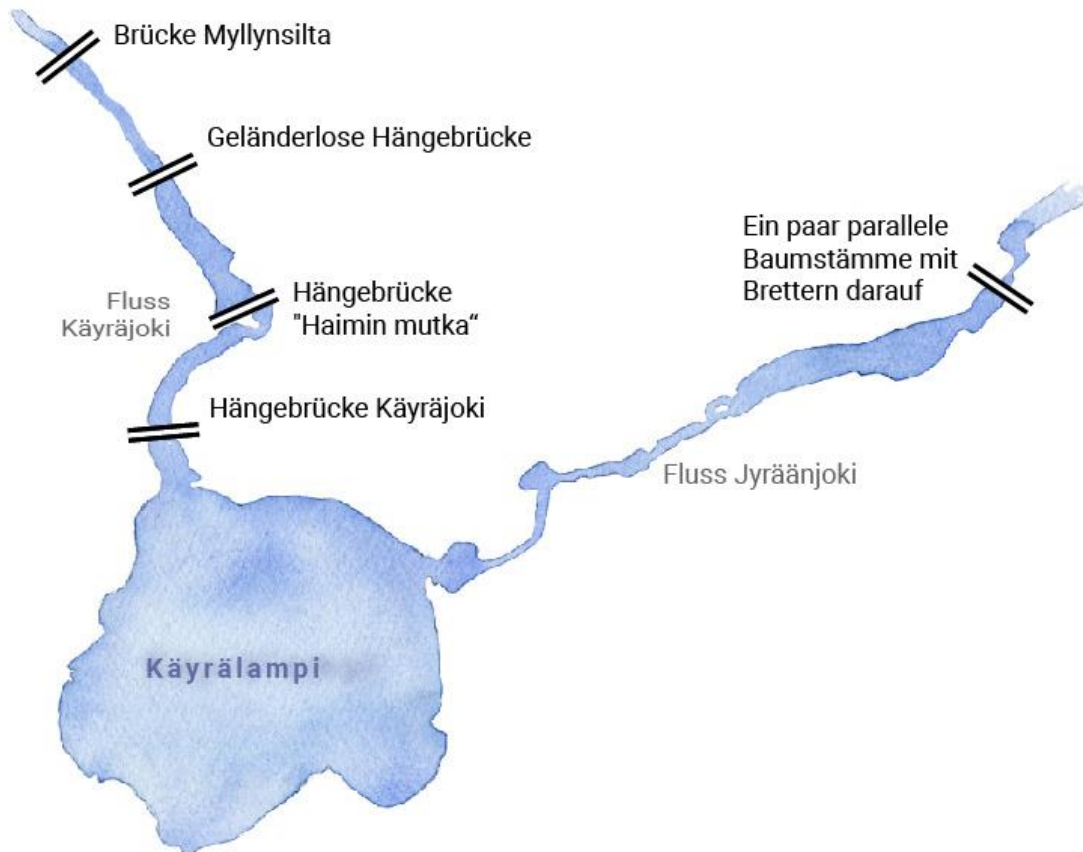 Brücke Myllynsilta
Geländerlose Hängebrücke
Ein paar parallele
Baumstämme mit
Brettern darauf
Fluss
Käyräjoki
Hängebrücke
"Haimin mutka“
Hängebrücke Käyräjoki
Fluss Jyräänjoki
Käyrälampi